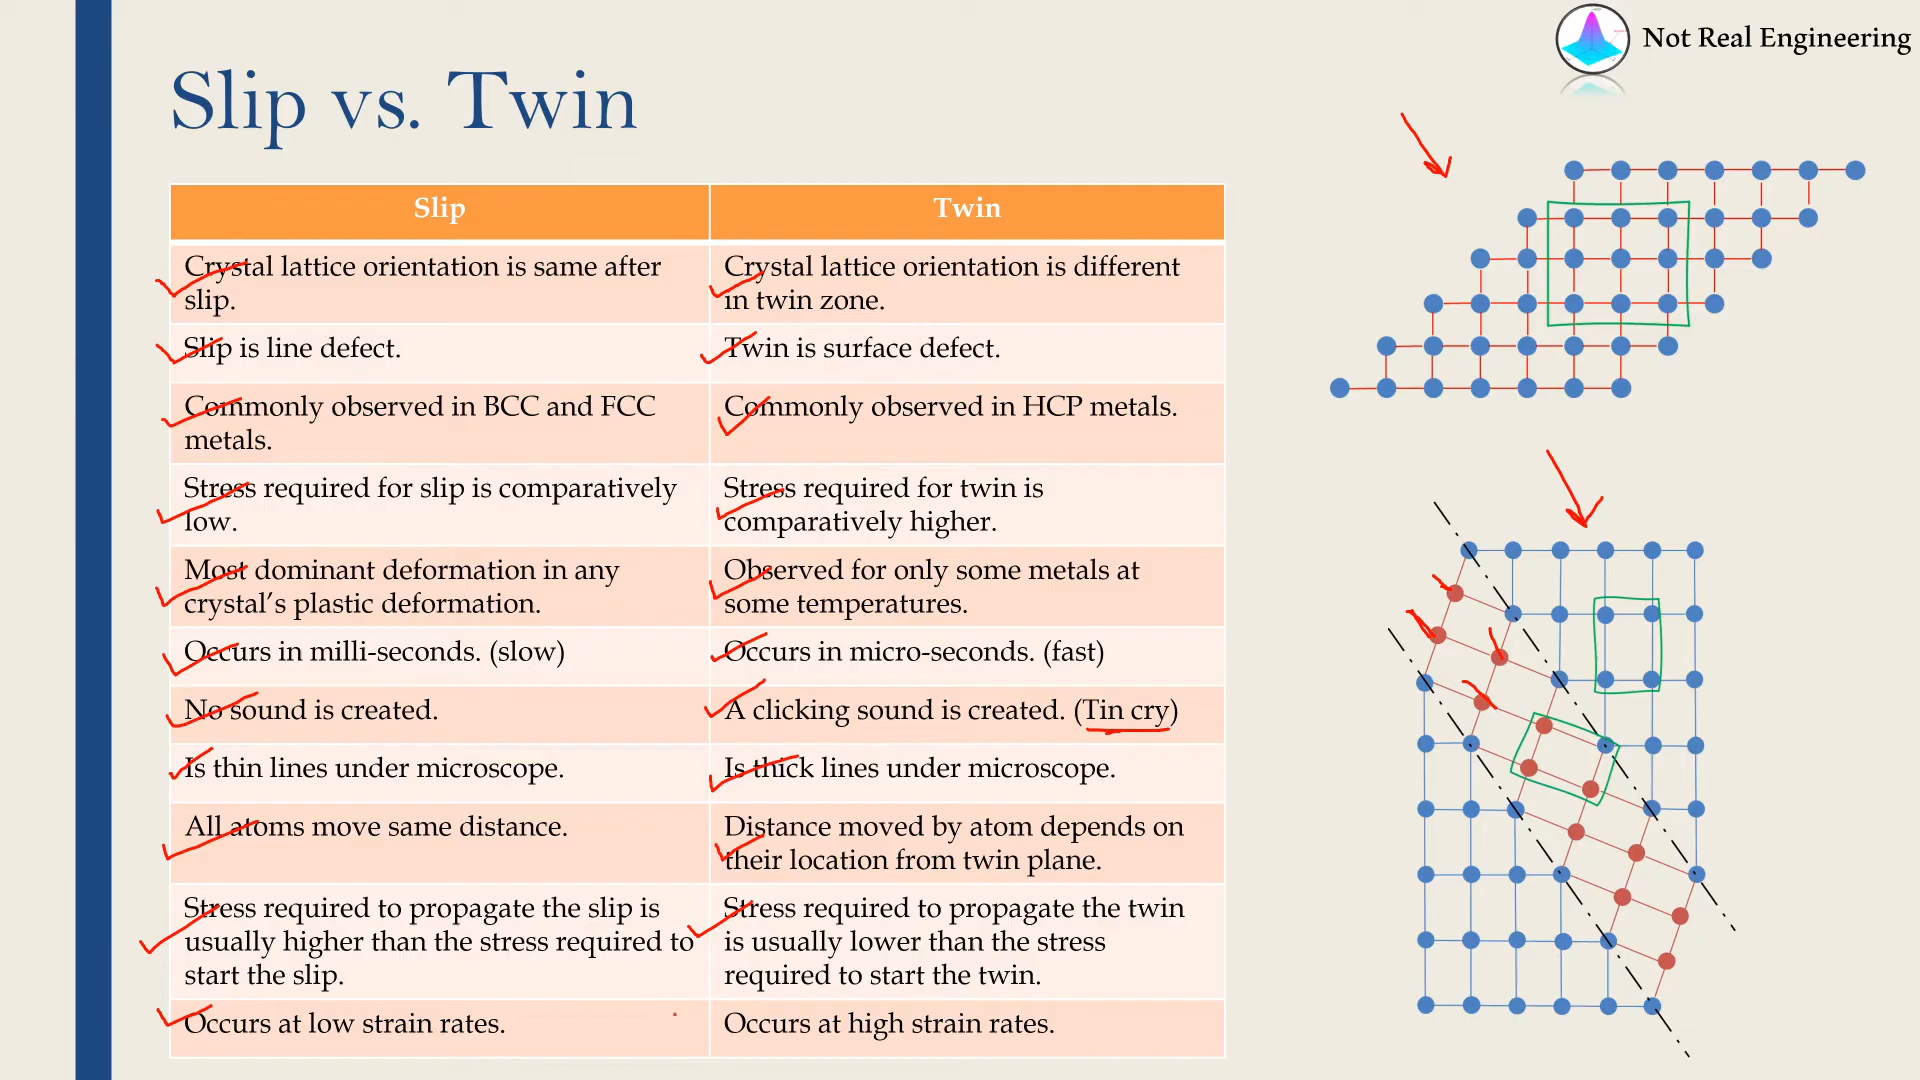 Not Real Engineering
Slip vs. Twin
Slip
Twin
Crystal lattice orientation is same after
slip.
Crystal lattice orientation is different
in twin zone.
Slip is line defect.
Twin is surface defect.
Commonly observed in BCC and FCC
metals.
Commonly observed in HCP metals.
Stress required for slip is comparatively
low.
Stress required for twin is
comparatively higher.
Most dominant deformation in any
crystal’s plastic deformation.
Observed for only some metals at
some temperatures.
Occurs in milli-seconds. (slow)
Occurs in micro-seconds. (fast)
No sound is created.
A clicking sound is created. (Tin cry)
Is thin lines under microscope.
Is thick lines under microscope.
All atoms move same distance.
Distance moved by atom depends on
their location from twin plane.
Stress required to propagate the slip is
usually higher than the stress required to
start the slip.
Stress required to propagate the twin
is usually lower than the stress
required to start the twin.
Occurs at low strain rates.
Occurs at high strain rates.